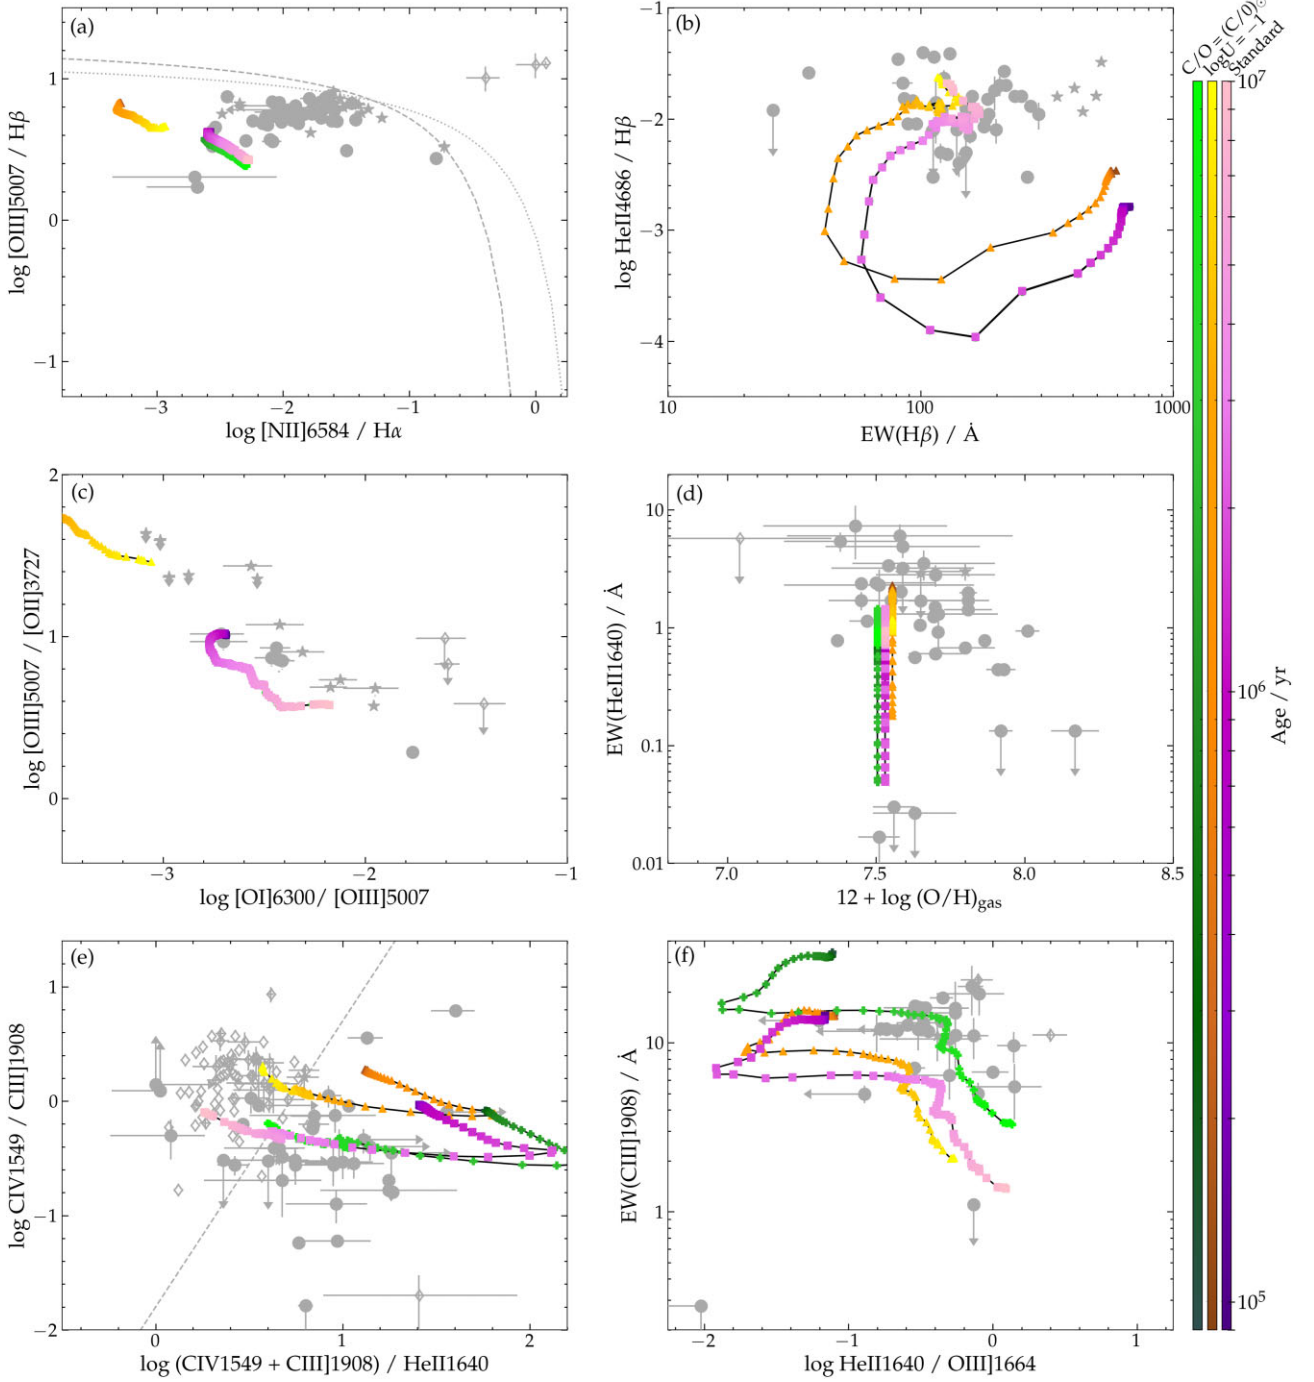 (a)
1
0
−1
−3
−2
−1
0
log [OIII]5007 / Hβ
log [NII]6584 / Hα
(b)
−1
−2
−3
−4
10
100
1000
log HeII4686 / Hβ
EW(Hβ) / Å
C/O = (C/0)⊙
logU = −1
Standard
10⁷
10⁶
10⁵
Age / yr
(c)
2
1
0
−3
−2
−1
log [OIII]5007 / [OII]3727
log [OI]6300/ [OIII]5007
(d)
10
1
0.1
0.01
7.0
7.5
8.0
8.5
EW(HeII1640) / Å
12 + log (O/H)gas
(e)
1
0
−1
−2
0
1
2
log CIV1549 / CIII]1908
log (CIV1549 + CIII]1908) / HeII1640
(f)
10
1
−2
−1
0
1
EW(CIII]1908) / Å
log HeII1640 / OIII]1664